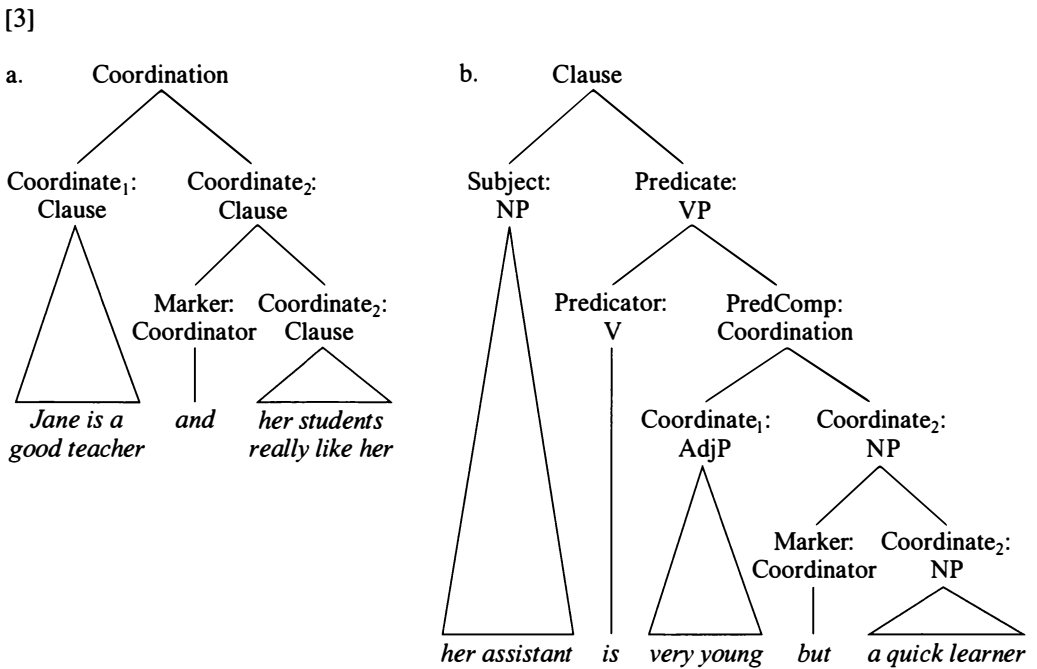 [3]
a. Coordination
b. Clause
Coordinate₁: Coordinate₂:
Clause Clause
Subject: Predicate:
NP VP
Marker: Coordinate₂:
Coordinator Clause
Predicator: PredComp:
V Coordination
Jane is a and her students
good teacher really like her
Coordinate₁: Coordinate₂:
AdjP NP
Marker: Coordinate₂:
Coordinator NP
her assistant is very young but a quick learner